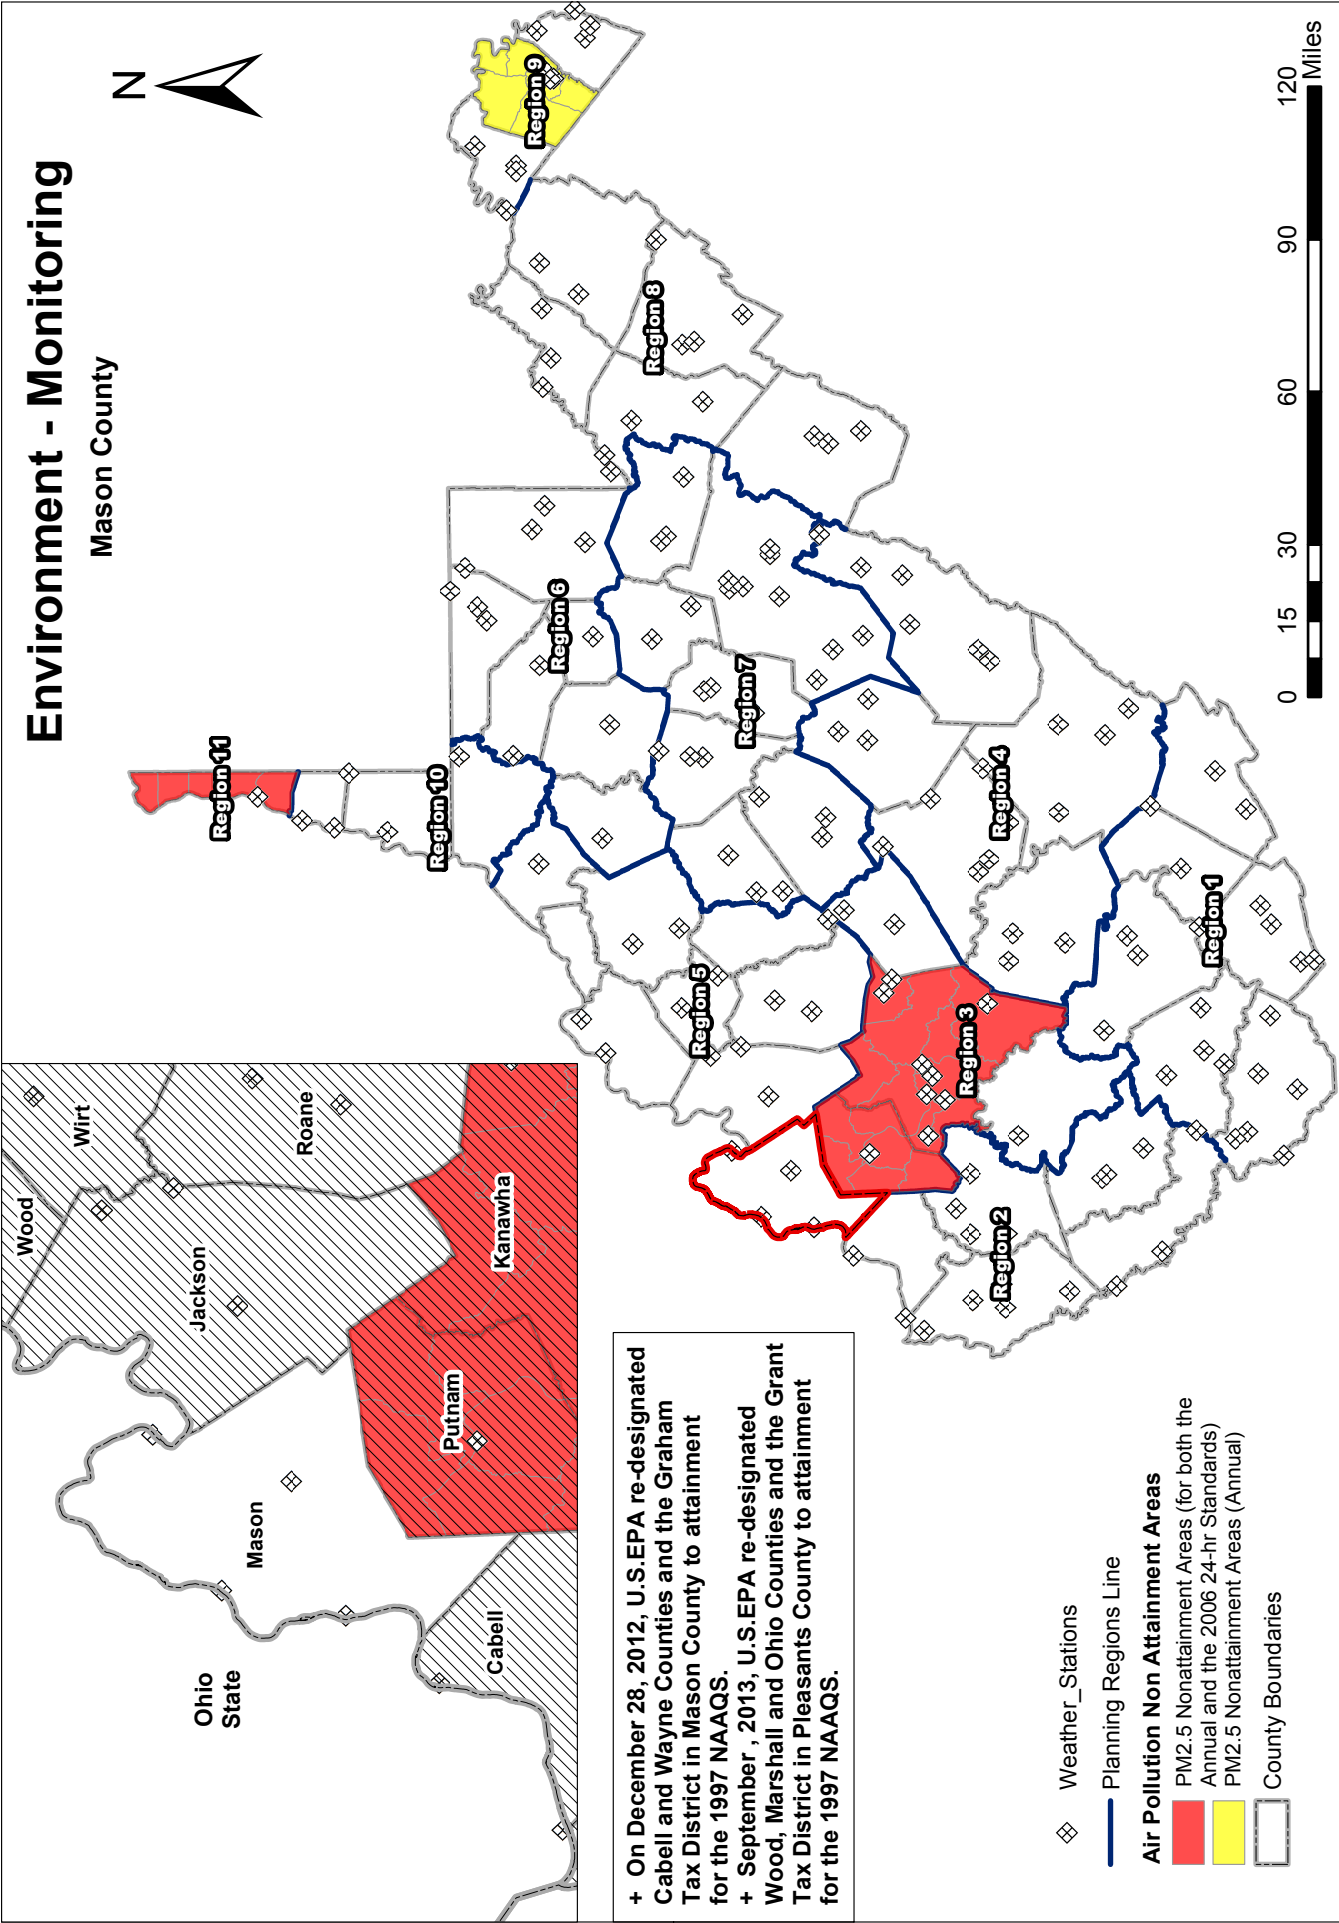 Environment - Monitoring
Mason County
N
Wood
Wirt
Jackson
Roane
Mason
Putnam
Kanawha
Ohio
State
Cabell
Region 11
Region 10
Region 9
Region 6
Region 8
Region 5
Region 7
Region 3
Region 4
Region 2
Region 1
+ On December 28, 2012, U.S.EPA re-designated
Cabell and Wayne Counties and the Graham
Tax District in Mason County to attainment
for the 1997 NAAQS.
+ September , 2013, U.S.EPA re-designated
Wood, Marshall and Ohio Counties and the Grant
Tax District in Pleasants County to attainment
for the 1997 NAAQS.
Weather_Stations
Planning Regions Line
Air Pollution Non Attainment Areas
PM2.5 Nonattainment Areas (for both the
Annual and the 2006 24-hr Standards)
PM2.5 Nonattainment Areas (Annual)
County Boundaries
0 15 30 60 90 120
Miles